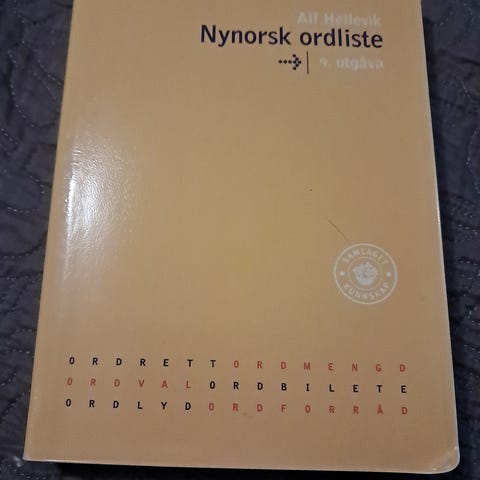 Alf Hellevik
Nynorsk ordliste
9. utgåva
SAMLAGET
KUNNSKAP
ORDRETTORDMENGD
ORDVALORDBILETE
ORDLYDORDFORRÅD